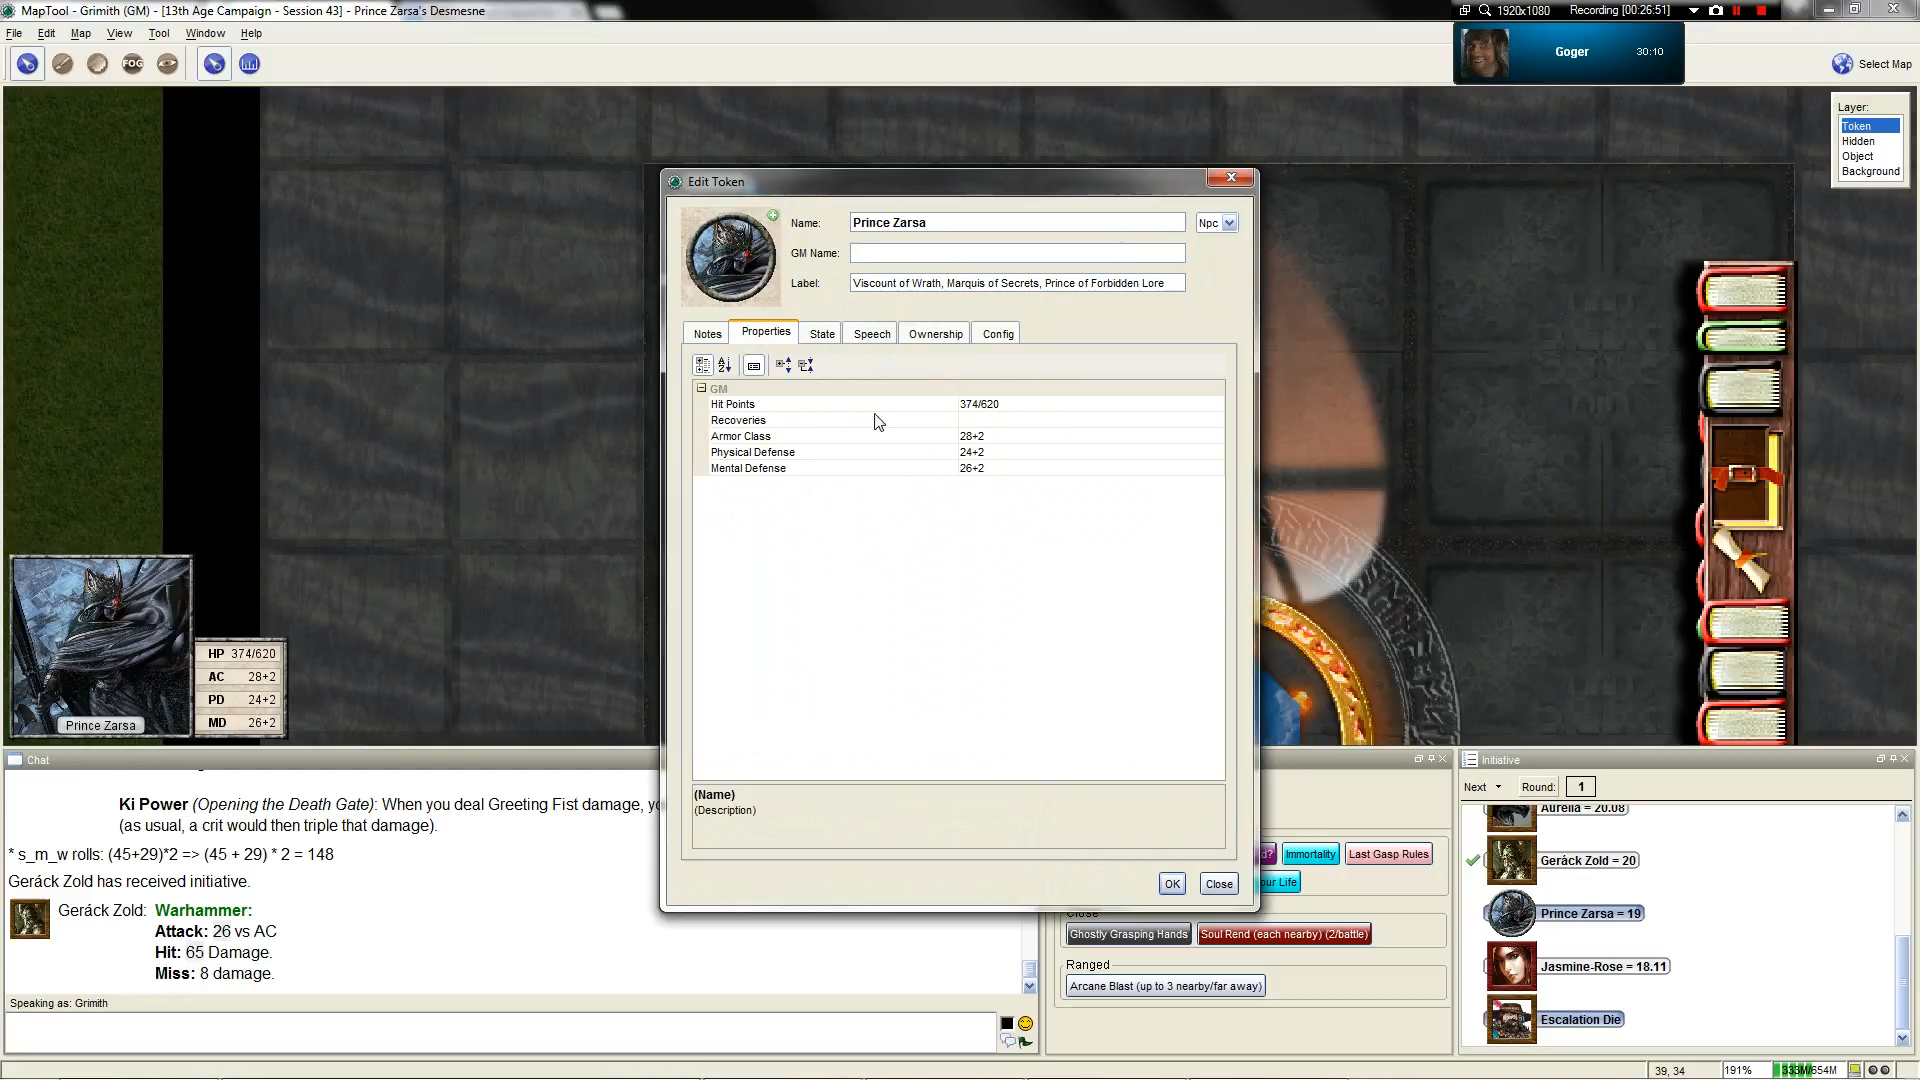 MapTool - Grimith (GM) - [13th Age Campaign - Session 43] - Prince Zarsa's Desmesne
1920x1080
Recording [00:26:51]
File Edit Map View Tool Window Help
Goger 30:10
FOG
Select Map
Layer:
Token
Hidden
Object
Background
Edit Token
Name: Prince Zarsa Npc
GM Name:
Label: Viscount of Wrath, Marquis of Secrets, Prince of Forbidden Lore
Notes Properties State Speech Ownership Config
GM
Hit Points 374/620
Recoveries
Armor Class 28+2
Physical Defense 24+2
Mental Defense 26+2
(Name)
(Description)
OK Close
HP 374/620
AC 28+2
PD 24+2
MD 26+2
Prince Zarsa
Chat
Ki Power (Opening the Death Gate): When you deal Greeting Fist damage,
(as usual, a crit would then triple that damage).
* s_m_w rolls: (45+29)*2 => (45 + 29) * 2 = 148
Geráck Zold has received initiative.
Geráck Zold: Warhammer:
Attack: 26 vs AC
Hit: 65 Damage.
Miss: 8 damage.
Speaking as: Grimith
d? Immortality Last Gasp Rules
our Life
Close
Ghostly Grasping Hands Soul Rend (each nearby) (2/battle)
Ranged
Arcane Blast (up to 3 nearby/far away)
Initiative
Next Round: 1
Aurelia = 20.08
Geráck Zold = 20
Prince Zarsa = 19
Jasmine-Rose = 18.11
Escalation Die
39, 34 191% 333M/654M